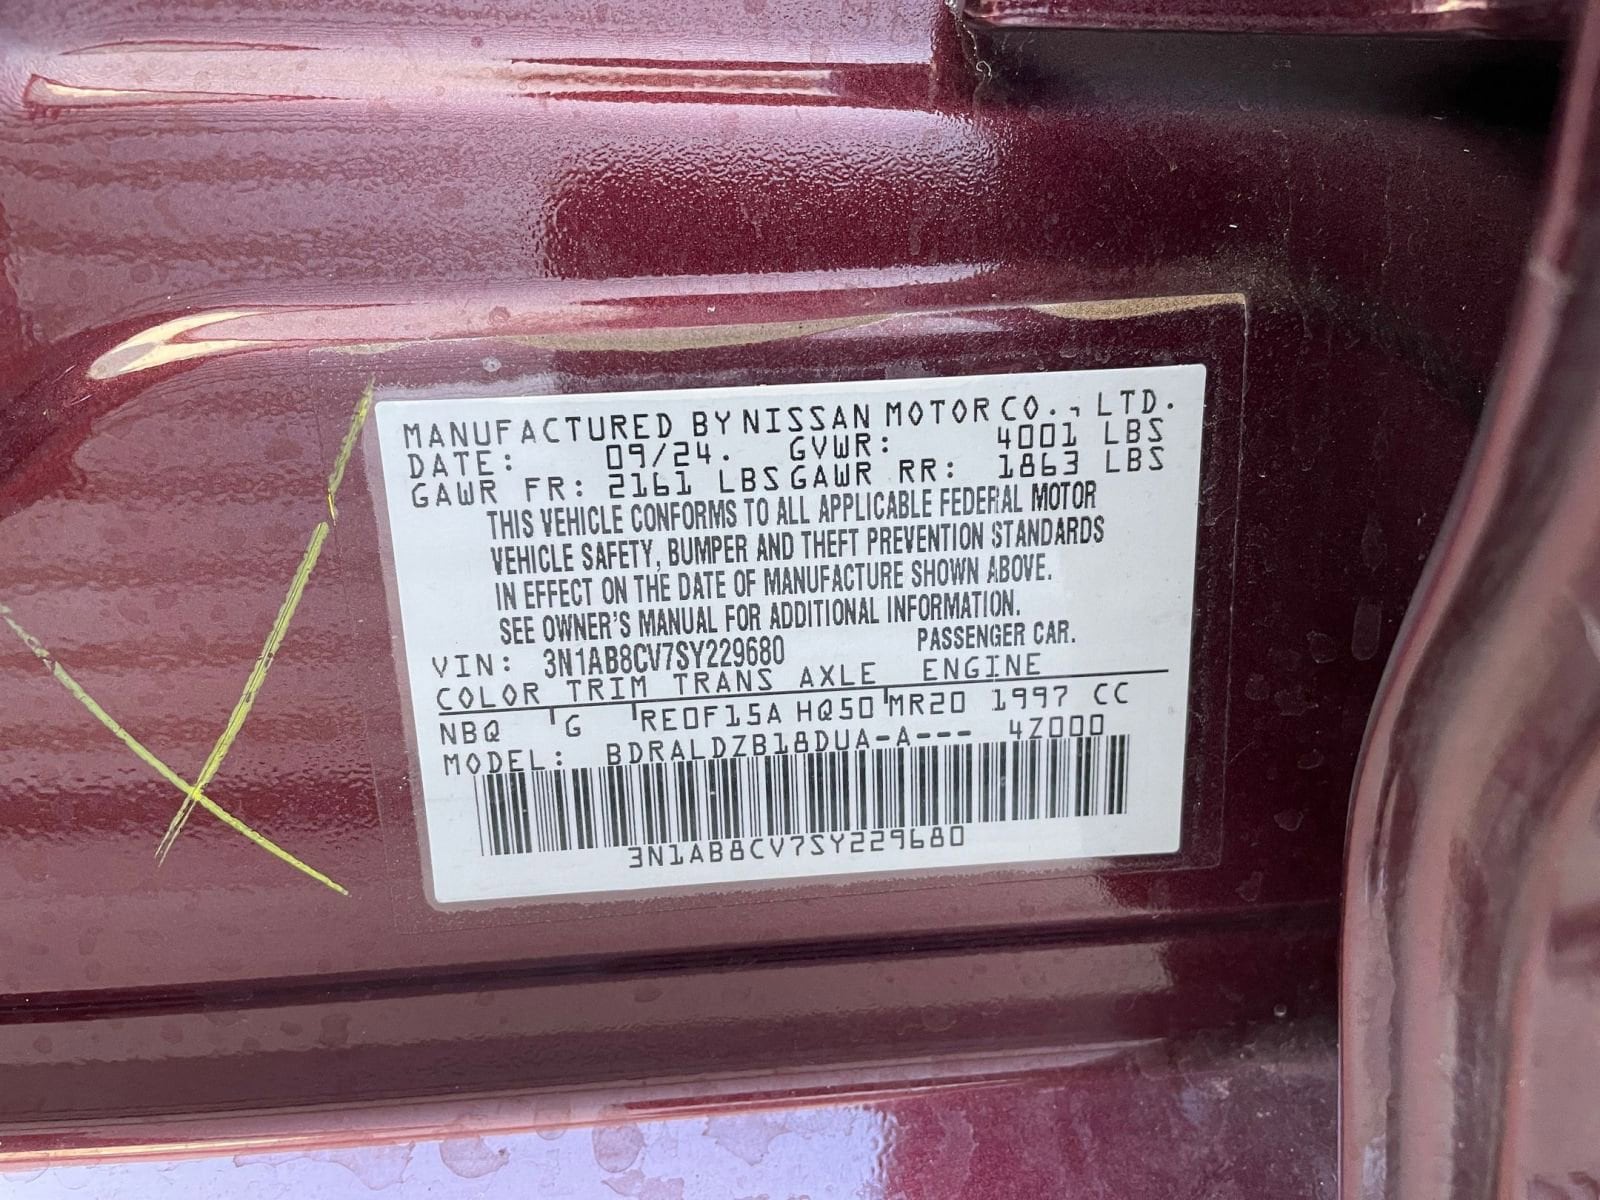 MANUFACTURED BY NISSAN MOTOR CO., LTD.
DATE: 09/24. GVWR: 4001 LBS
GAWR FR: 2161 LBS GAWR RR: 1863 LBS
THIS VEHICLE CONFORMS TO ALL APPLICABLE FEDERAL MOTOR
VEHICLE SAFETY, BUMPER AND THEFT PREVENTION STANDARDS
IN EFFECT ON THE DATE OF MANUFACTURE SHOWN ABOVE.
SEE OWNER'S MANUAL FOR ADDITIONAL INFORMATION.
VIN: 3N1AB8CV7SY229680 PASSENGER CAR.
COLOR TRIM TRANS AXLE ENGINE
NBQ G RE0F15A HQ50 MR20 1997 CC
MODEL: BDRALDZB18DUA-A--- 4Z000
3N1AB8CV7SY229680